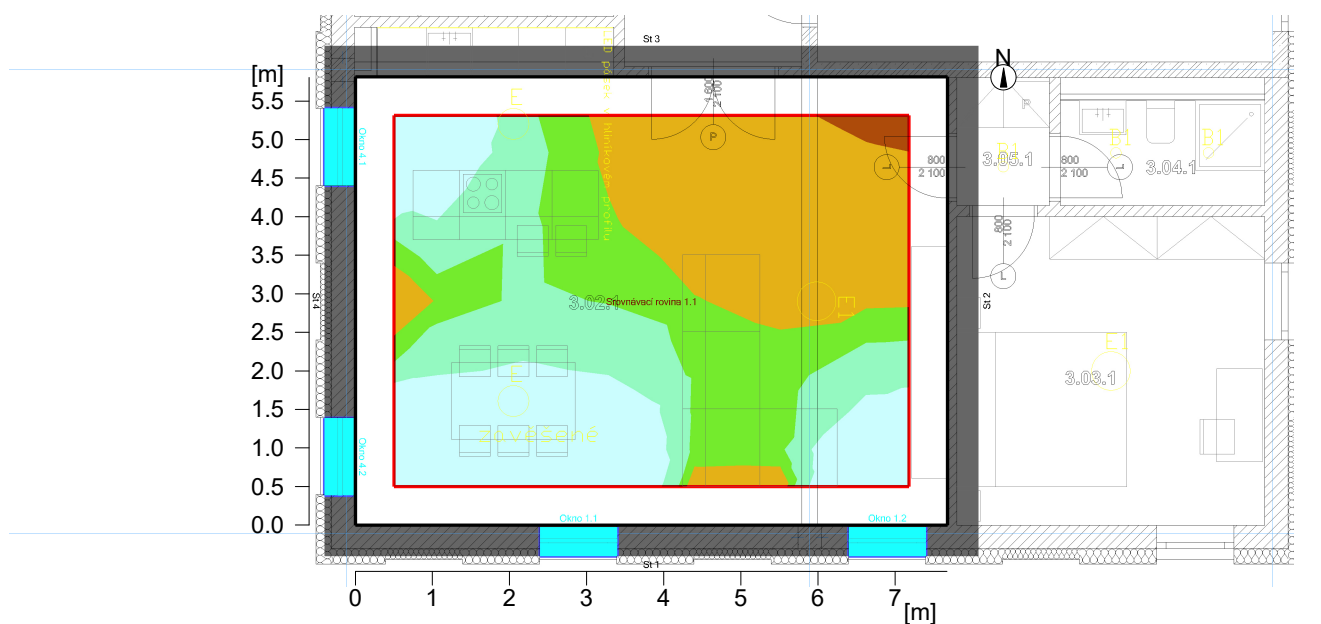 St 3
N
[m]
5.5
5.0
4.5
4.0
3.5
3.0
2.5
2.0
1.5
1.0
0.5
0.0
Okno 4.1
Okno 4.2
St 4
E
LED pásek v hliníkovém profilu
1 600
2 100
P
800
2 100
L
P
B1
3.05.1
800
2 100
L
B1
3.04.1
B1
800
2 100
L
3.02.1
Srovnávací rovina 1.1
E1
St 2
E1
3.03.1
E
zavěšené
Okno 1.1
Okno 1.2
St 1
0 1 2 3 4 5 6 7
[m]